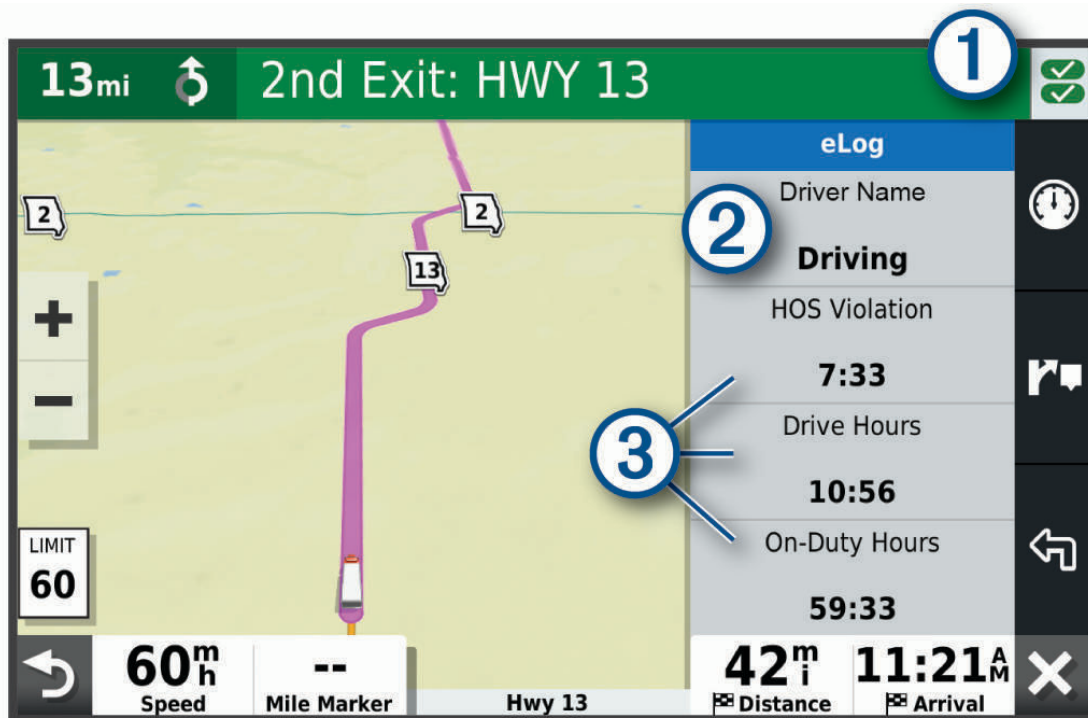 13mi
2nd Exit: HWY 13
1
eLog
Driver Name
2
Driving
2
2
13
HOS Violation
7:33
3
Drive Hours
10:56
On-Duty Hours
59:33
+
−
LIMIT
60
60mh
Speed
--
Mile Marker
Hwy 13
42mi
Distance
11:21AM
Arrival